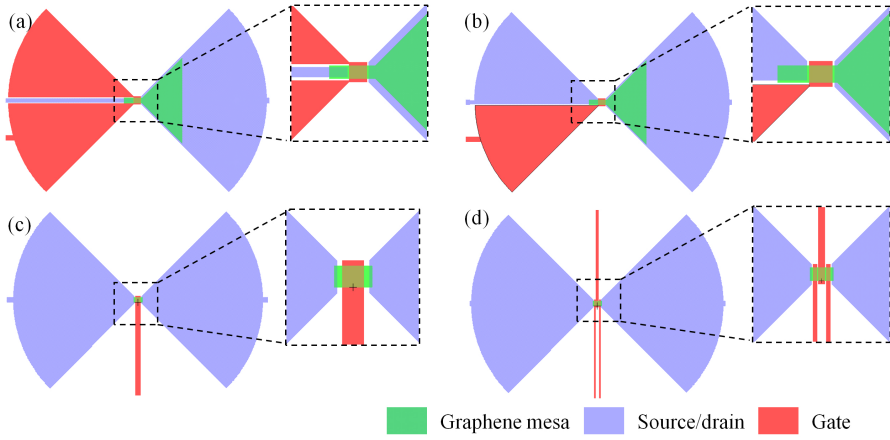 (a)
(b)
(c)
(d)
Graphene mesa
Source/drain
Gate